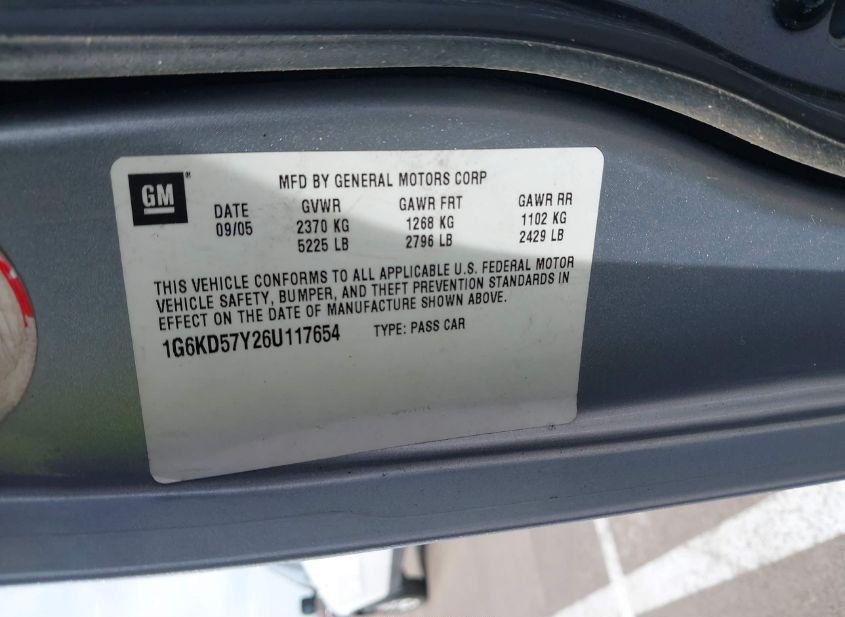 GM®
MFD BY GENERAL MOTORS CORP
DATE GVWR GAWR FRT GAWR RR
09/05 2370 KG 1268 KG 1102 KG
5225 LB 2796 LB 2429 LB
THIS VEHICLE CONFORMS TO ALL APPLICABLE U.S. FEDERAL MOTOR
VEHICLE SAFETY, BUMPER, AND THEFT PREVENTION STANDARDS IN
EFFECT ON THE DATE OF MANUFACTURE SHOWN ABOVE.
1G6KD57Y26U117654 TYPE: PASS CAR